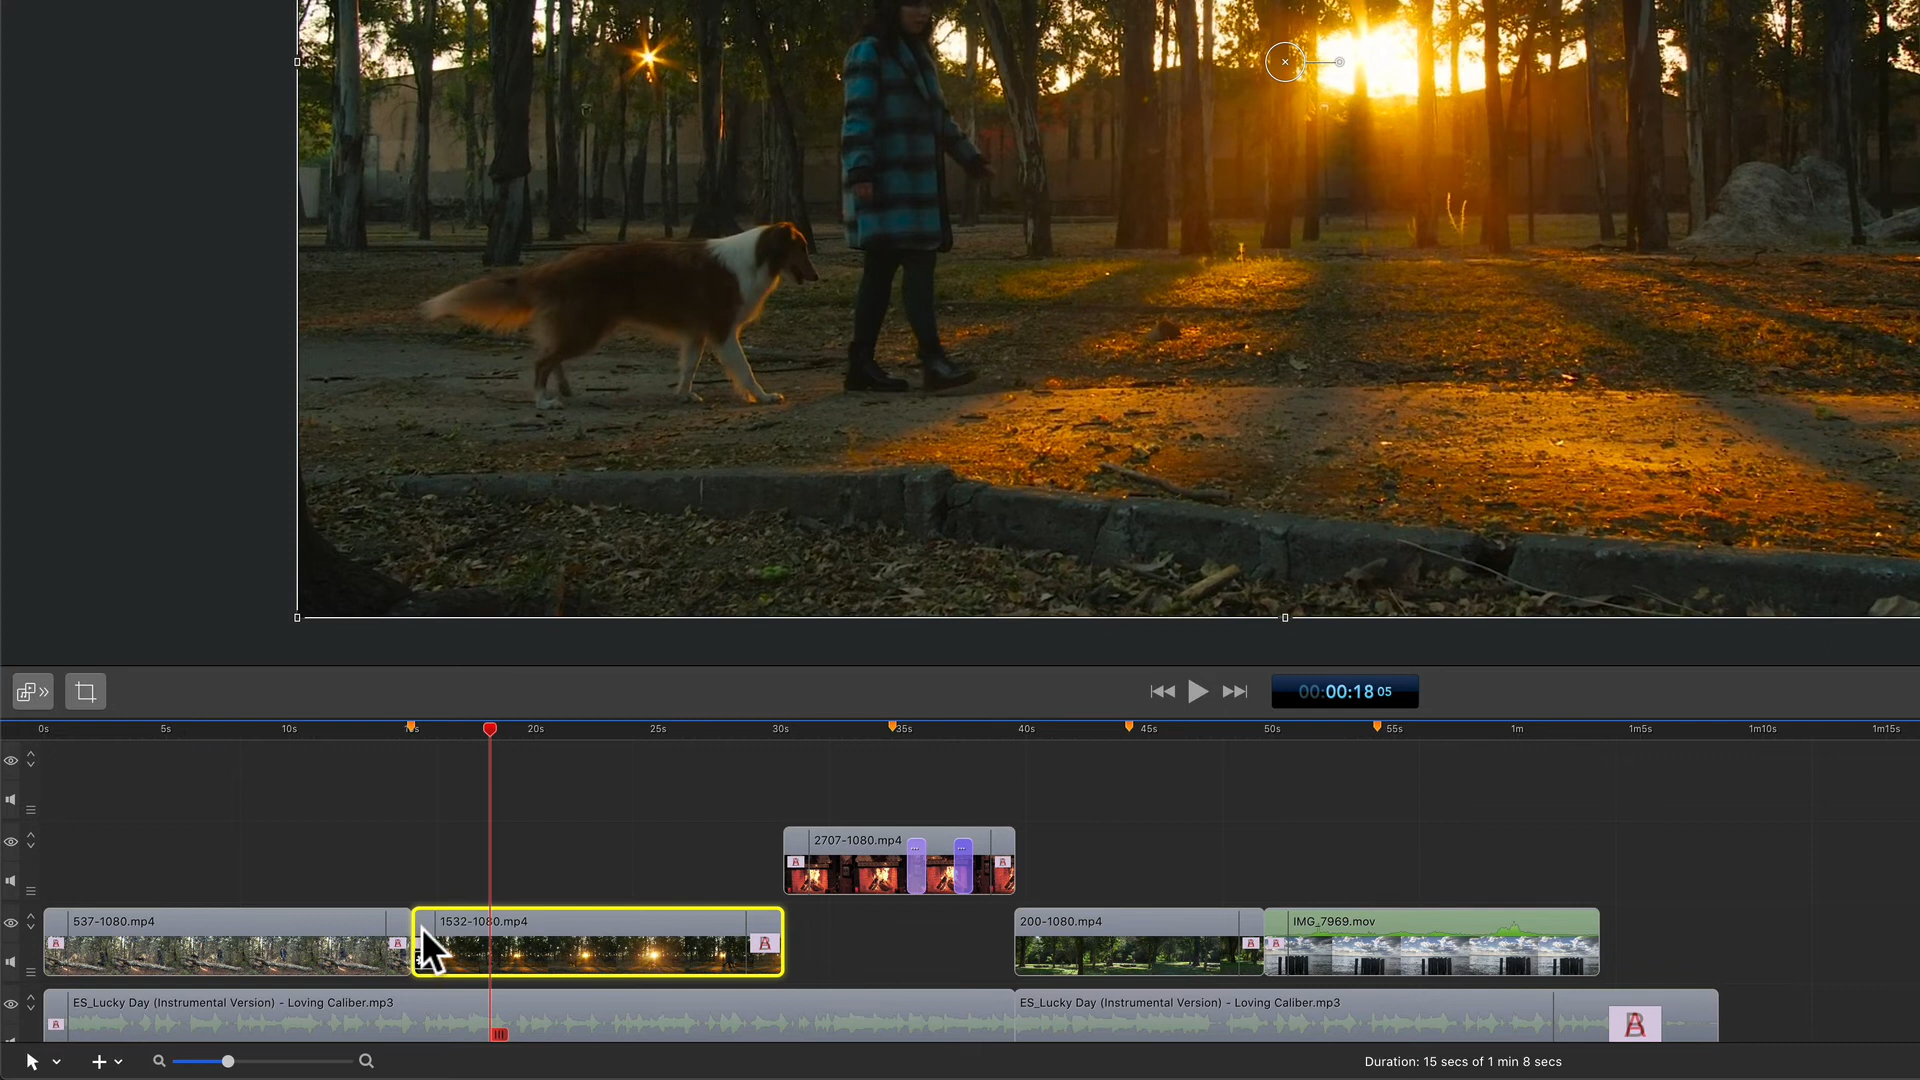 00:00:18 05
0s 5s 10s 15s 20s 25s 30s 35s 40s 45s 50s 55s 1m 1m5s 1m10s 1m15s
2707-1080.mp4
537-1080.mp4 1532-1080.mp4 200-1080.mp4 IMG_7969.mov
ES_Lucky Day (Instrumental Version) - Loving Caliber.mp3 ES_Lucky Day (Instrumental Version) - Loving Caliber.mp3
Duration: 15 secs of 1 min 8 secs